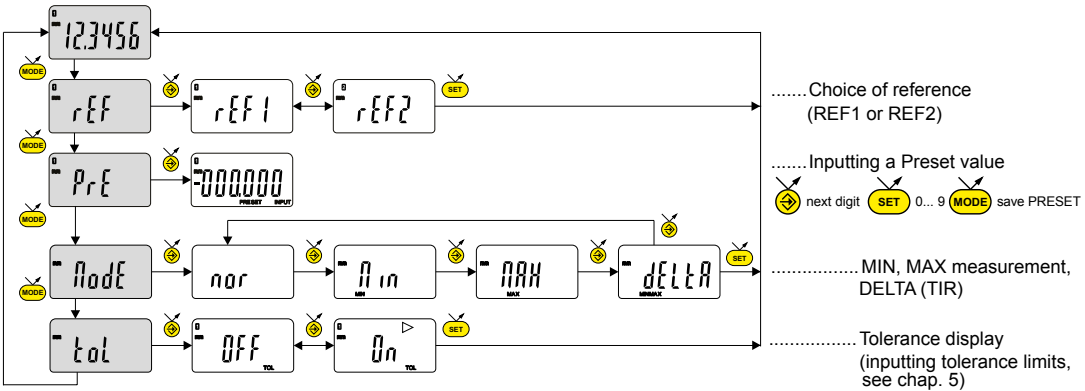 12.3456
MODE
rEF
rEF1
rEF2
SET
.......Choice of reference
(REF1 or REF2)
MODE
PrE
-000.000
PRESET INPUT
.......Inputting a Preset value
next digit SET 0... 9 MODE save PRESET
MODE
ModE
nor
Min
MIN
MAX
MAX
dELtA
MINMAX
SET
..................MIN, MAX measurement,
DELTA (TIR)
MODE
toL
OFF
TOL
On
TOL
SET
.................Tolerance display
(inputting tolerance limits,
see chap. 5)